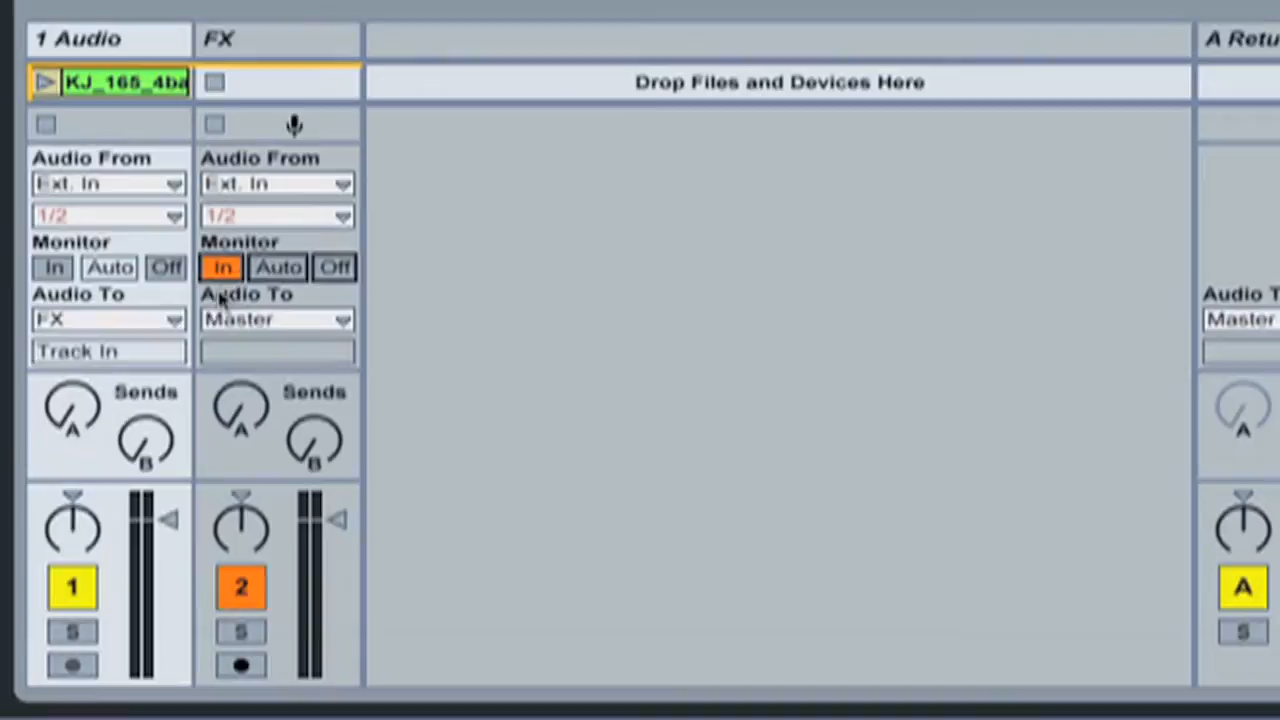 1 Audio FX A Retu
KJ_165_4ba Drop Files and Devices Here
Audio From Audio From
Ext. In Ext. In
1/2 1/2
Monitor Monitor
In Auto Off In Auto Off
Audio To Audio To Audio T
FX Master Master
Track In
Sends Sends
A A A
B B
1 2 A
S S S